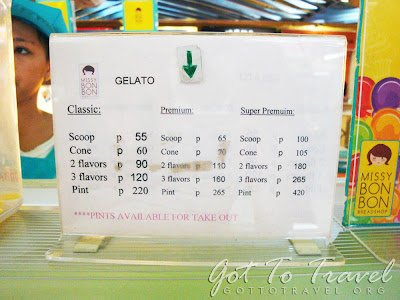 MISSY
BON
BON
GELATO
Classic: Premium: Super Premuim:
Scoop p 55 Scoop p 65 Scoop p 100
Cone p 60 Cone p 70 Cone p 105
2 flavors p 90 2 flavors p 110 2 flavors p 180
3 flavors p 120 3 flavors p 160 3 flavors p 265
Pint p 220 Pint p 265 Pint p 420
****PINTS AVAILABLE FOR TAKE OUT
MISSY
BON
BON
BREADSHOP
Got To Travel
GOTTOTRAVEL.ORG